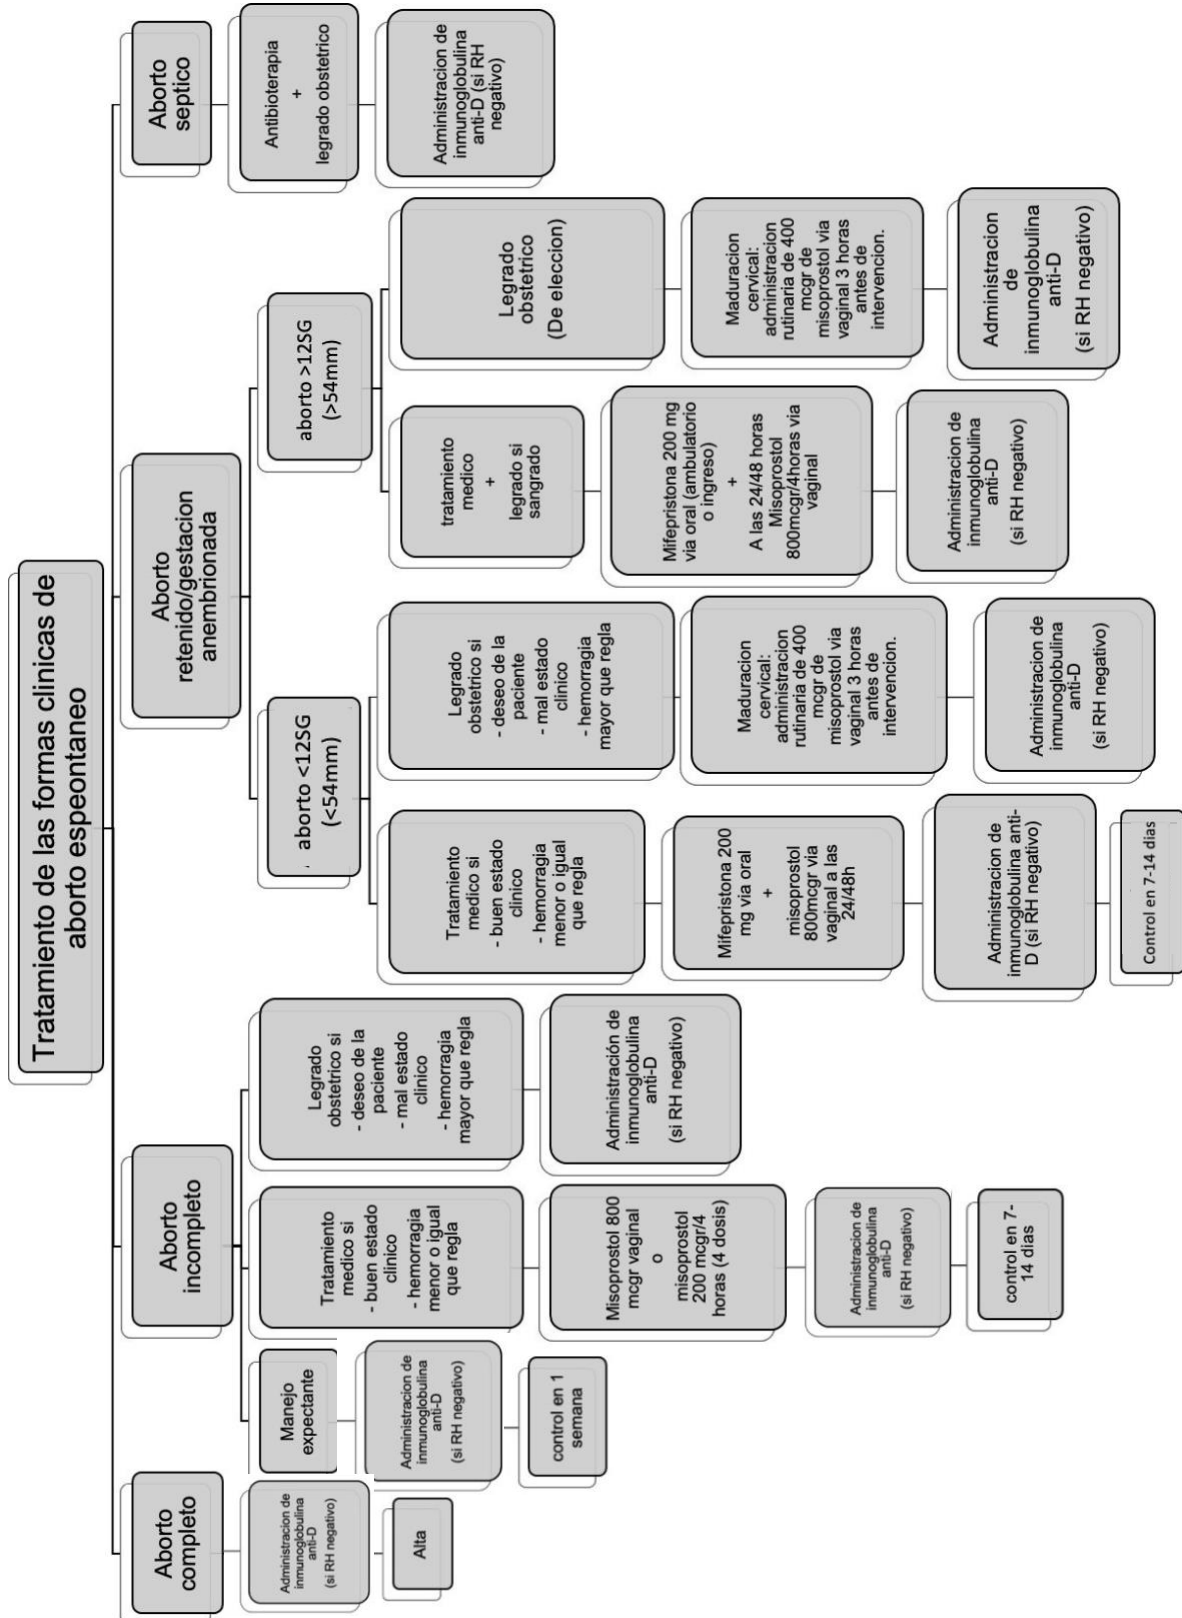 Tratamiento de las formas clinicas de
aborto espeontaneo
Aborto
completo
Administracion de
inmunoglobulina
anti-D
(si RH negativo)
Alta
Aborto
incompleto
Manejo
expectante
Administracion de
inmunoglobulina
anti-D
(si RH negativo)
control en 1
semana
Tratamiento
medico si
- buen estado
clinico
- hemorragia
menor o igual
que regla
Misoprostol 800
mcgr vaginal
o
misoprostol
200 mcgr/4
horas (4 dosis)
Administracion de
inmunoglobulina
anti-D
(si RH negativo)
control en 7-
14 dias
Legrado
obstetrico si
- deseo de la
paciente
- mal estado
clinico
- hemorragia
mayor que regla
Administración de
inmunoglobulina
anti-D
(si RH negativo)
Aborto
retenido/gestacion
anembrionada
aborto <12SG
(<54mm)
Tratamiento
medico si
- buen estado
clinico
- hemorragia
menor o igual
que regla
Mifepristona 200
mg via oral
+
misoprostol
800mcgr via
vaginal a las
24/48h
Administracion de
inmunoglobulina anti-
D (si RH negativo)
Control en 7-14 dias
Legrado
obstetrico si
- deseo de la
paciente
- mal estado
clinico
- hemorragia
mayor que regla
Maduracion
cervical:
administracion
rutinaria de 400
mcgr de
misoprostol via
vaginal 3 horas
antes de
intervencion.
Administracion de
inmunoglobulina
anti-D
(si RH negativo)
aborto >12SG
(>54mm)
tratamiento
medico
+
legrado si
sangrado
Mifepristona 200 mg
via oral (ambulatorio
o ingreso)
+
A las 24/48 horas
Misoprostol
800mcgr/4horas via
vaginal
Administracion de
inmunoglobulina
anti-D
(si RH negativo)
Legrado
obstetrico
(De eleccion)
Maduracion
cervical:
administracion
rutinaria de 400
mcgr de
misoprostol via
vaginal 3 horas
antes de
intervencion.
Administracion
de
inmunoglobulina
anti-D
(si RH negativo)
Aborto
septico
Antibioterapia
+
legrado obstetrico
Administracion de
inmunoglobulina
anti-D (si RH
negativo)